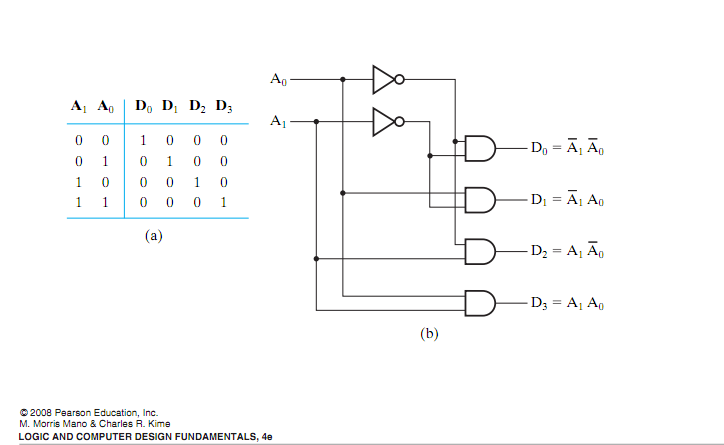 A₁ A₀ D₀ D₁ D₂ D₃
0 0 1 0 0 0
0 1 0 1 0 0
1 0 0 0 1 0
1 1 0 0 0 1
(a)
A₀
A₁
D₀ = A̅₁ A̅₀
D₁ = A̅₁ A₀
D₂ = A₁ A̅₀
D₃ = A₁ A₀
(b)
© 2008 Pearson Education, Inc.
M. Morris Mano & Charles R. Kime
LOGIC AND COMPUTER DESIGN FUNDAMENTALS, 4e